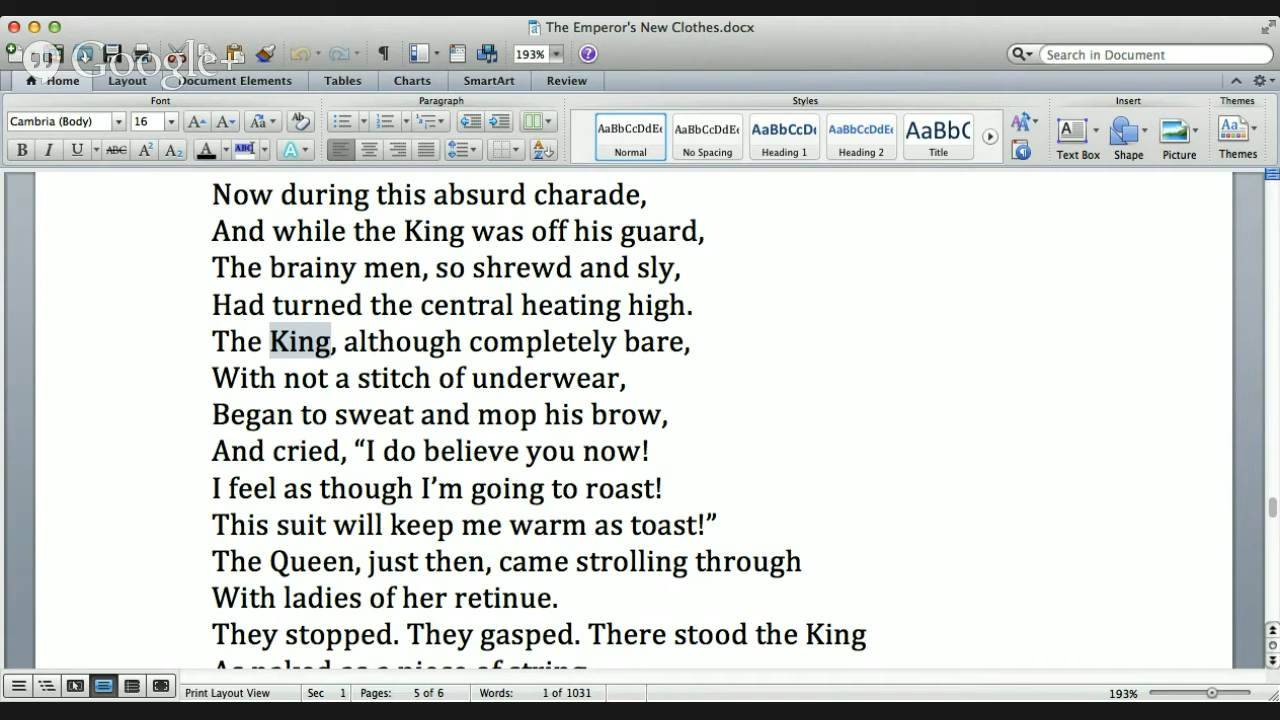 The Emperor's New Clothes.docx
Google+
193%
Search in Document
Home Layout Document Elements Tables Charts SmartArt Review
Font Paragraph Styles Insert Themes
Cambria (Body) 16
AaBbCcDdEe AaBbCcDdEe AaBbCcDc AaBbCcDdEe AaBbC
Normal No Spacing Heading 1 Heading 2 Title
Text Box Shape Picture Themes
Now during this absurd charade,
And while the King was off his guard,
The brainy men, so shrewd and sly,
Had turned the central heating high.
The King, although completely bare,
With not a stitch of underwear,
Began to sweat and mop his brow,
And cried, “I do believe you now!
I feel as though I’m going to roast!
This suit will keep me warm as toast!”
The Queen, just then, came strolling through
With ladies of her retinue.
They stopped. They gasped. There stood the King
As naked as a piece of string
Print Layout View Sec 1 Pages: 5 of 6 Words: 1 of 1031 193%